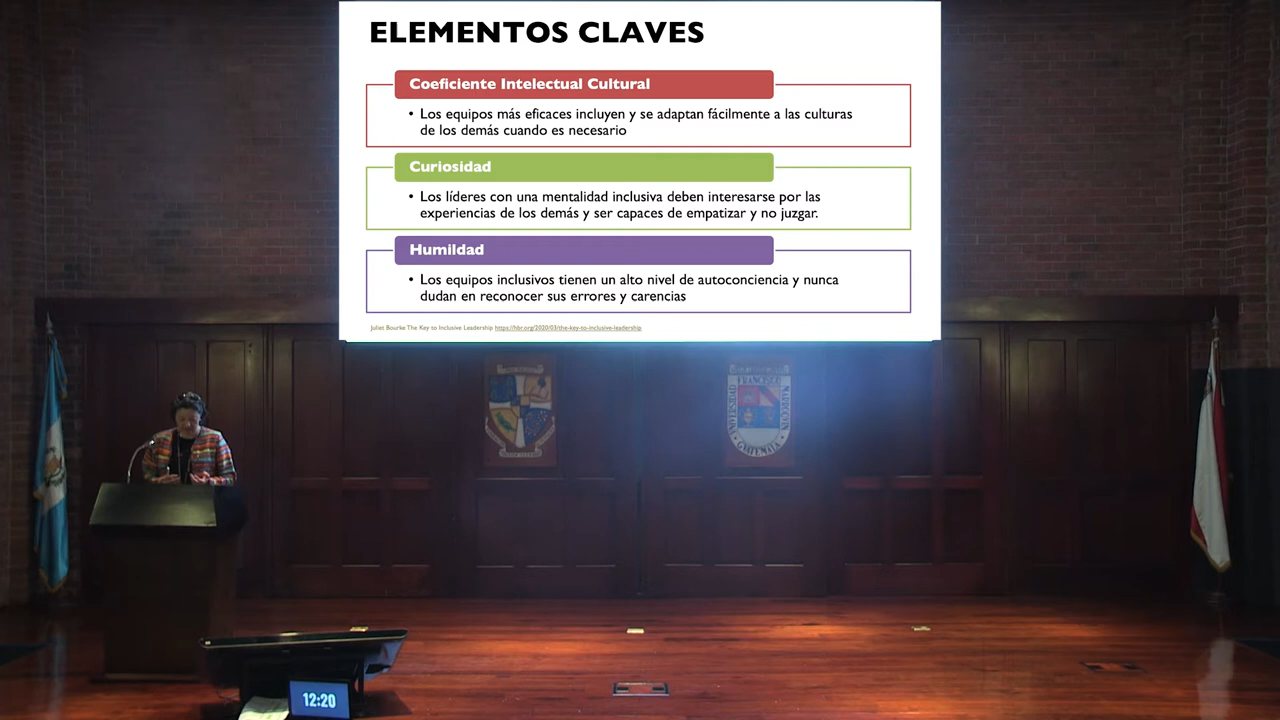 ELEMENTOS CLAVES
Coeficiente Intelectual Cultural
• Los equipos más eficaces incluyen y se adaptan fácilmente a las culturas
de los demás cuando es necesario
Curiosidad
• Los líderes con una mentalidad inclusiva deben interesarse por las
experiencias de los demás y ser capaces de empatizar y no juzgar.
Humildad
• Los equipos inclusivos tienen un alto nivel de autoconciencia y nunca
dudan en reconocer sus errores y carencias
Juliet Bourke The Key to Inclusive Leadership https://hbr.org/2020/03/the-key-to-inclusive-leadership
UNIVERSIDAD
FRANCISCO
MARROQUIN
GUATEMALA
12:20